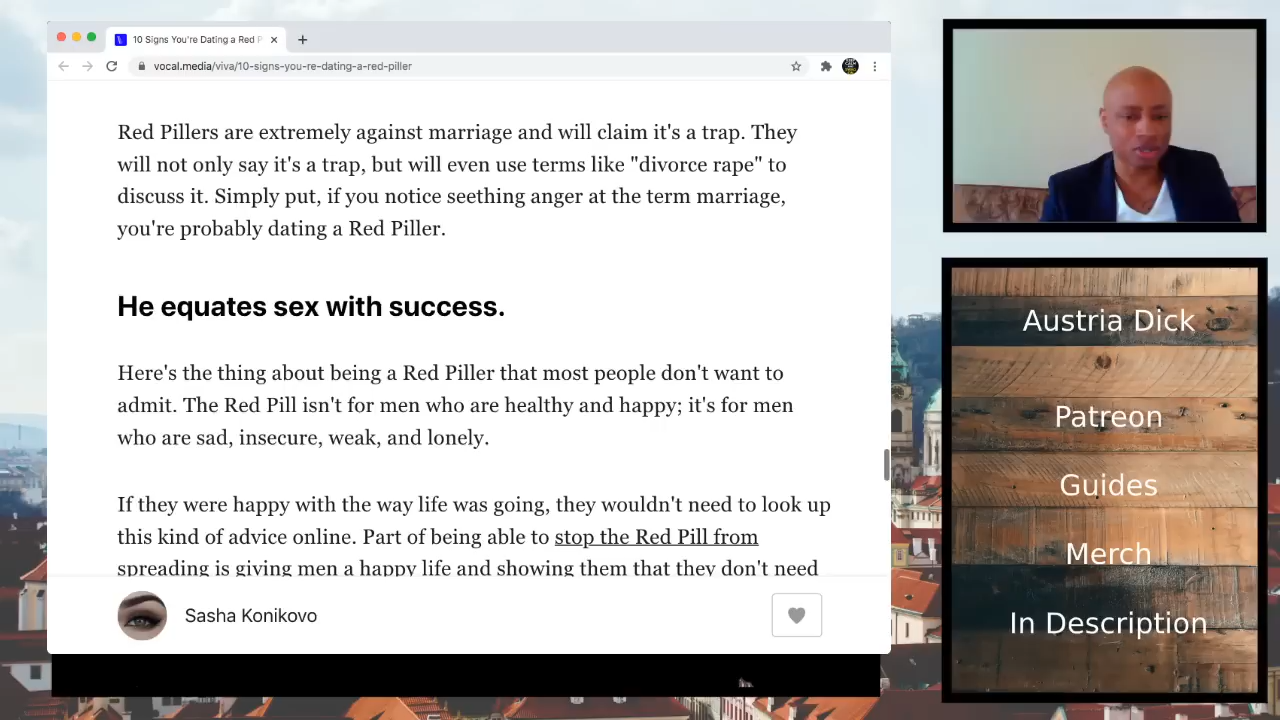 10 Signs You're Dating a Red P
vocal.media/viva/10-signs-you-re-dating-a-red-piller
Red Pillers are extremely against marriage and will claim it's a trap. They
will not only say it's a trap, but will even use terms like "divorce rape" to
discuss it. Simply put, if you notice seething anger at the term marriage,
you're probably dating a Red Piller.
He equates sex with success.
Here's the thing about being a Red Piller that most people don't want to
admit. The Red Pill isn't for men who are healthy and happy; it's for men
who are sad, insecure, weak, and lonely.
If they were happy with the way life was going, they wouldn't need to look up
this kind of advice online. Part of being able to stop the Red Pill from
spreading is giving men a happy life and showing them that they don't need
Sasha Konikovo
Austria Dick
Patreon
Guides
Merch
In Description